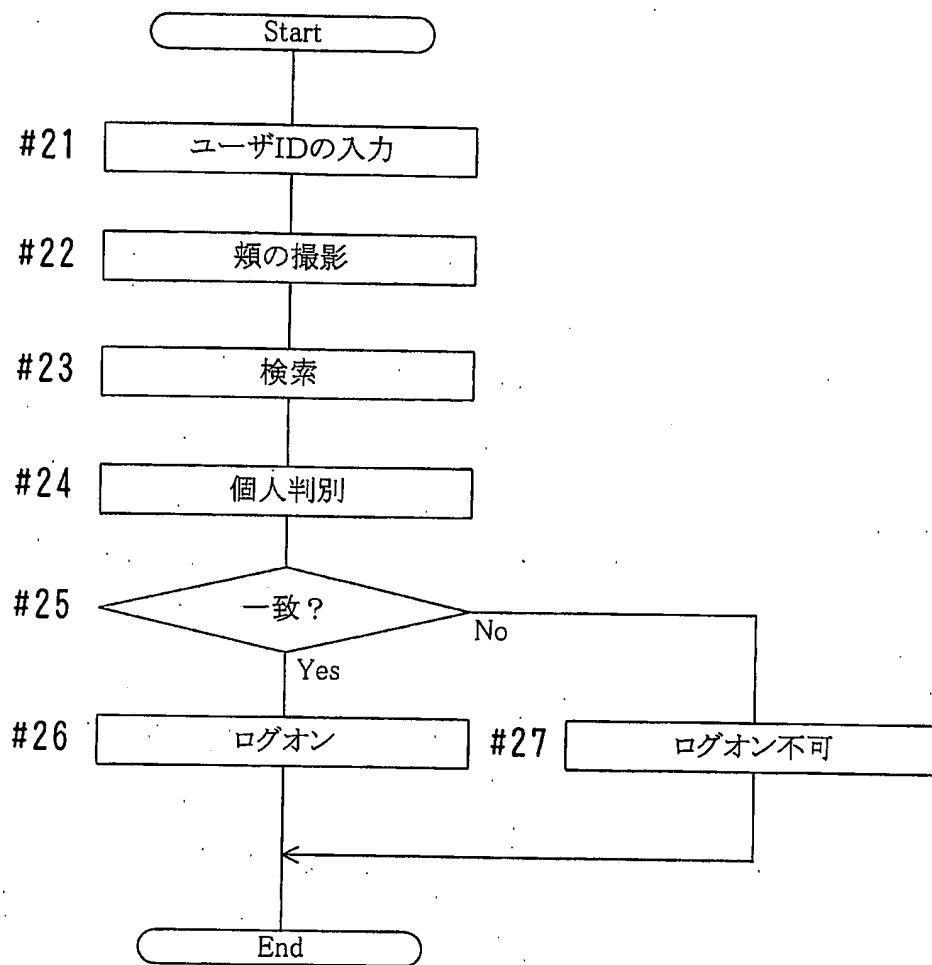 Start
#21 ユーザIDの入力
#22 頬の撮影
#23 検索
#24 個人判別
#25 一致?
No
Yes
#26 ログオン
#27 ログオン不可
End